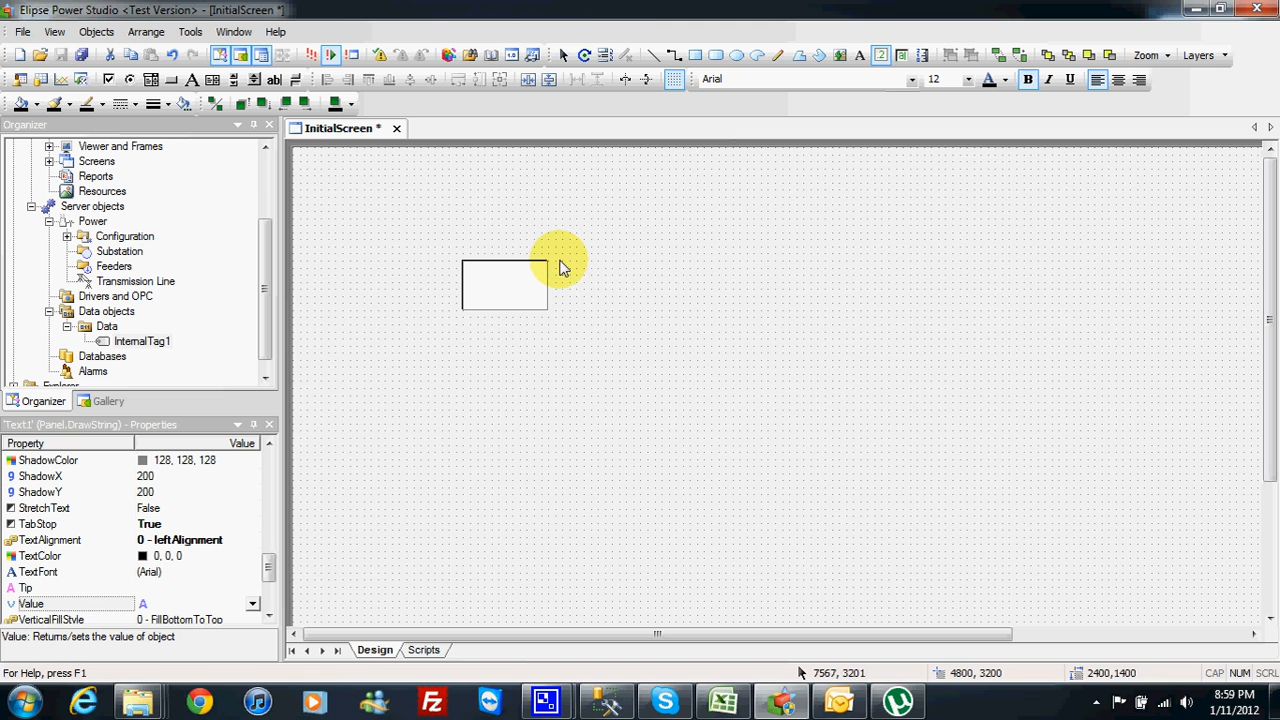 Elipse Power Studio <Test Version> - [InitialScreen *]
File View Objects Arrange Tools Window Help
Zoom Layers
Arial 12 A B I U
Organizer InitialScreen *
Viewer and Frames
Screens
Reports
Resources
Server objects
Power
Configuration
Substation
Feeders
Transmission Line
Drivers and OPC
Data objects
Data
InternalTag1
Databases
Alarms
Explorer
Organizer Gallery
'Text1' (Panel.DrawString) - Properties
Property Value
ShadowColor 128, 128, 128
ShadowX 200
ShadowY 200
StretchText False
TabStop True
TextAlignment 0 - leftAlignment
TextColor 0, 0, 0
TextFont (Arial)
Tip
Value
VerticalFillStyle 0 - FillBottomToTop
Value: Returns/sets the value of object
Design Scripts
For Help, press F1 7567, 3201 4800, 3200 2400,1400 CAP NUM SCRL
8:59 PM
1/11/2012